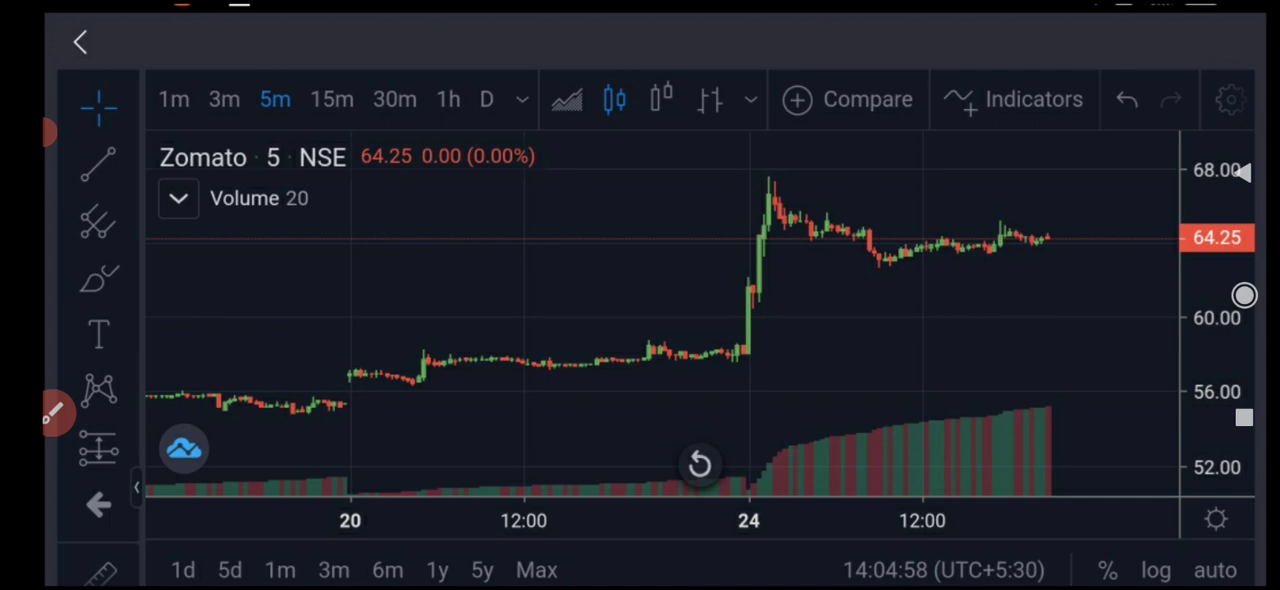 1m 3m 5m 15m 30m 1h D Compare Indicators
Zomato · 5 · NSE 64.25 0.00 (0.00%)
Volume 20
68.00
64.25
60.00
56.00
52.00
20 12:00 24 12:00
1d 5d 1m 3m 6m 1y 5y Max 14:04:58 (UTC+5:30) % log auto